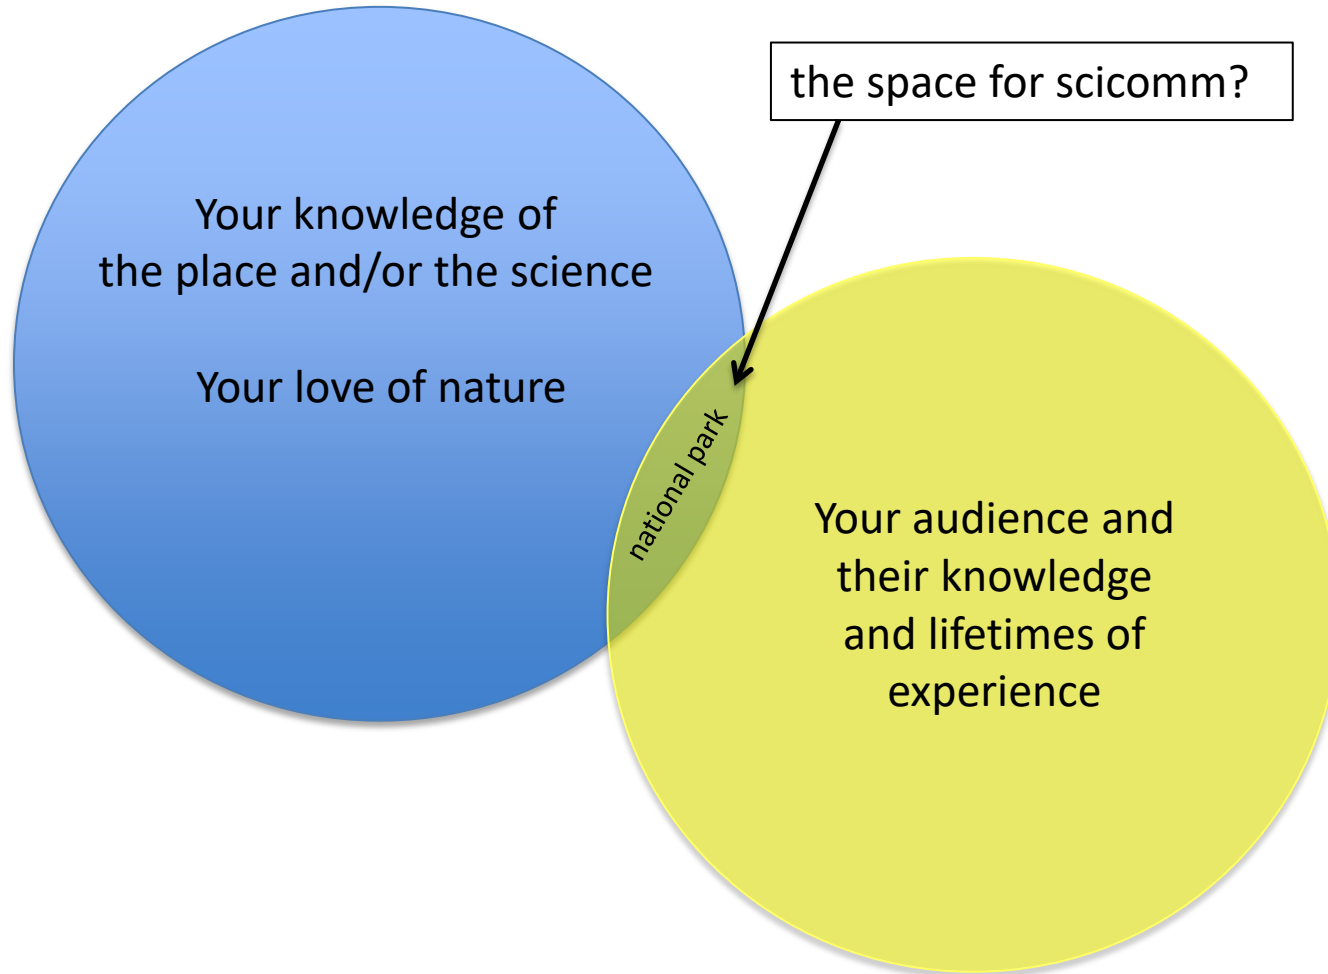 the space for scicomm?
Your knowledge of
the place and/or the science
Your love of nature
national park
Your audience and
their knowledge
and lifetimes of
experience